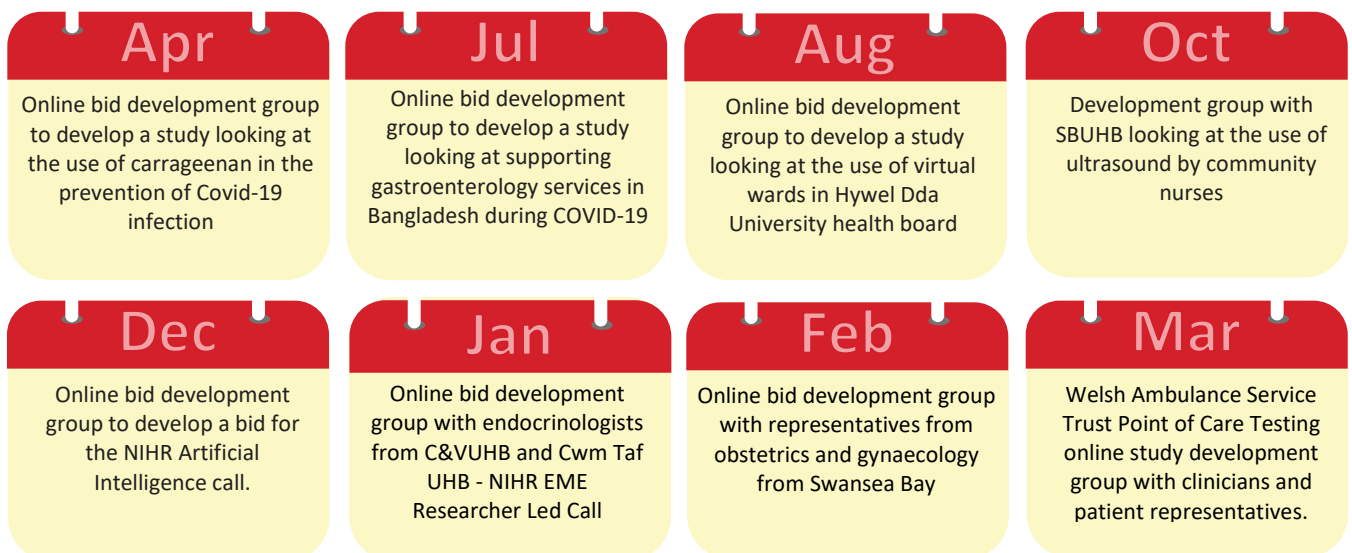 Apr
Online bid development group
to develop a study looking at
the use of carrageenan in the
prevention of Covid-19
infection
Jul
Online bid development
group to develop a study
looking at supporting
gastroenterology services in
Bangladesh during COVID-19
Aug
Online bid development
group to develop a study
looking at the use of virtual
wards in Hywel Dda
University health board
Oct
Development group with
SBUHB looking at the use of
ultrasound by community
nurses
Dec
Online bid development
group to develop a bid for
the NIHR Artificial
Intelligence call.
Jan
Online bid development
group with endocrinologists
from C&VUHB and Cwm Taf
UHB - NIHR EME
Researcher Led Call
Feb
Online bid development group
with representatives from
obstetrics and gynaecology
from Swansea Bay
Mar
Welsh Ambulance Service
Trust Point of Care Testing
online study development
group with clinicians and
patient representatives.